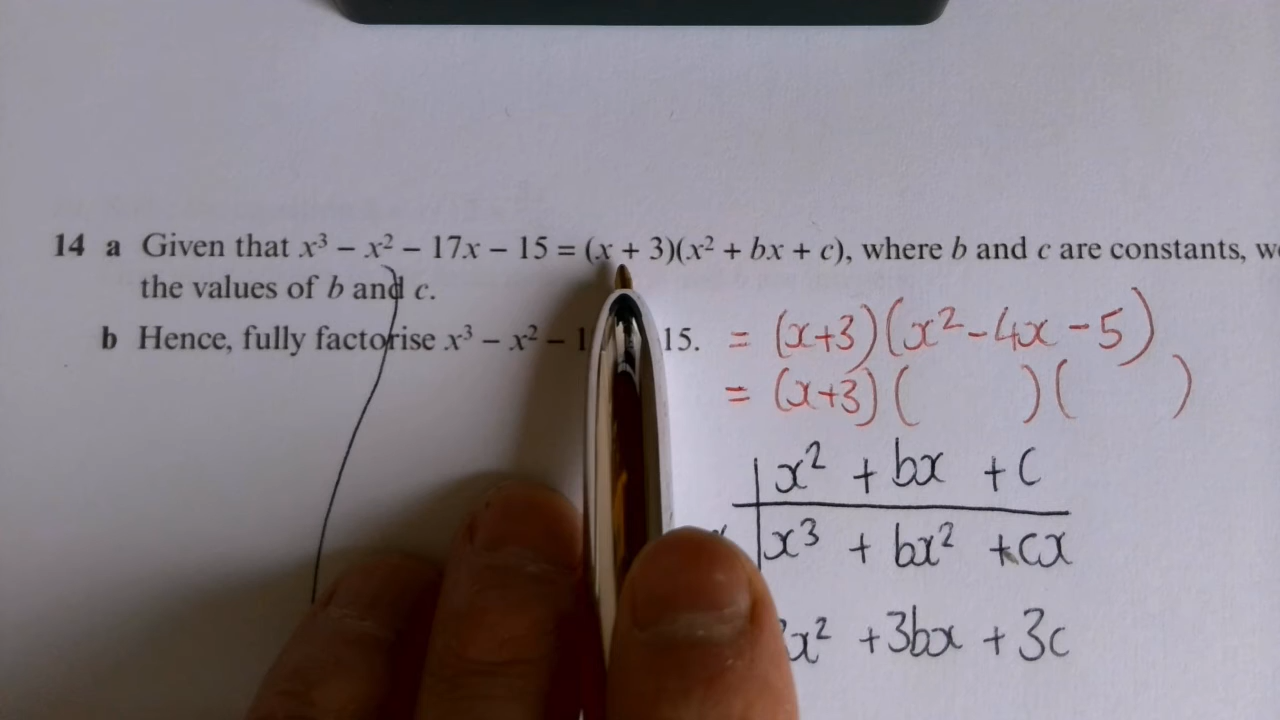 14 a Given that x³ – x² – 17x – 15 = (x + 3)(x² + bx + c), where b and c are constants,
the values of b and c.
b Hence, fully factorise x³ – x² – 1 15. = (x+3)(x²-4x-5)
= (x+3)( )( )
x² + bx + c
x³ + bx² + cx
x² + 3bx + 3c